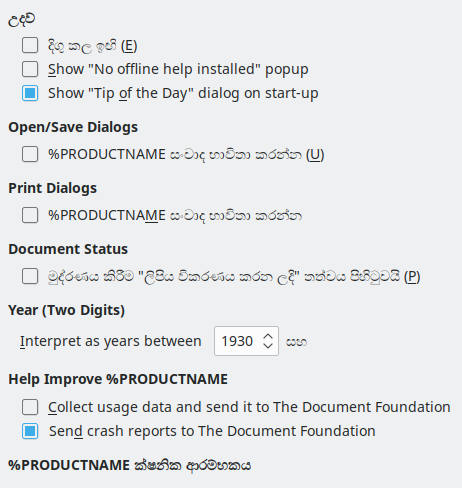 උදව්
දිගු කල ඉඟි (E)
Show "No offline help installed" popup
Show "Tip of the Day" dialog on start-up
Open/Save Dialogs
%PRODUCTNAME සංවාද භාවිතා කරන්න (U)
Print Dialogs
%PRODUCTNAME සංවාද භාවිතා කරන්න
Document Status
මුද්රණය කිරීම "ලිපිය විකරණය කරන ලදි" තත්වය පිහිටුවයි (P)
Year (Two Digits)
Interpret as years between 1930 සහ
Help Improve %PRODUCTNAME
Collect usage data and send it to The Document Foundation
Send crash reports to The Document Foundation
%PRODUCTNAME ක්ෂනික ආරම්භකය